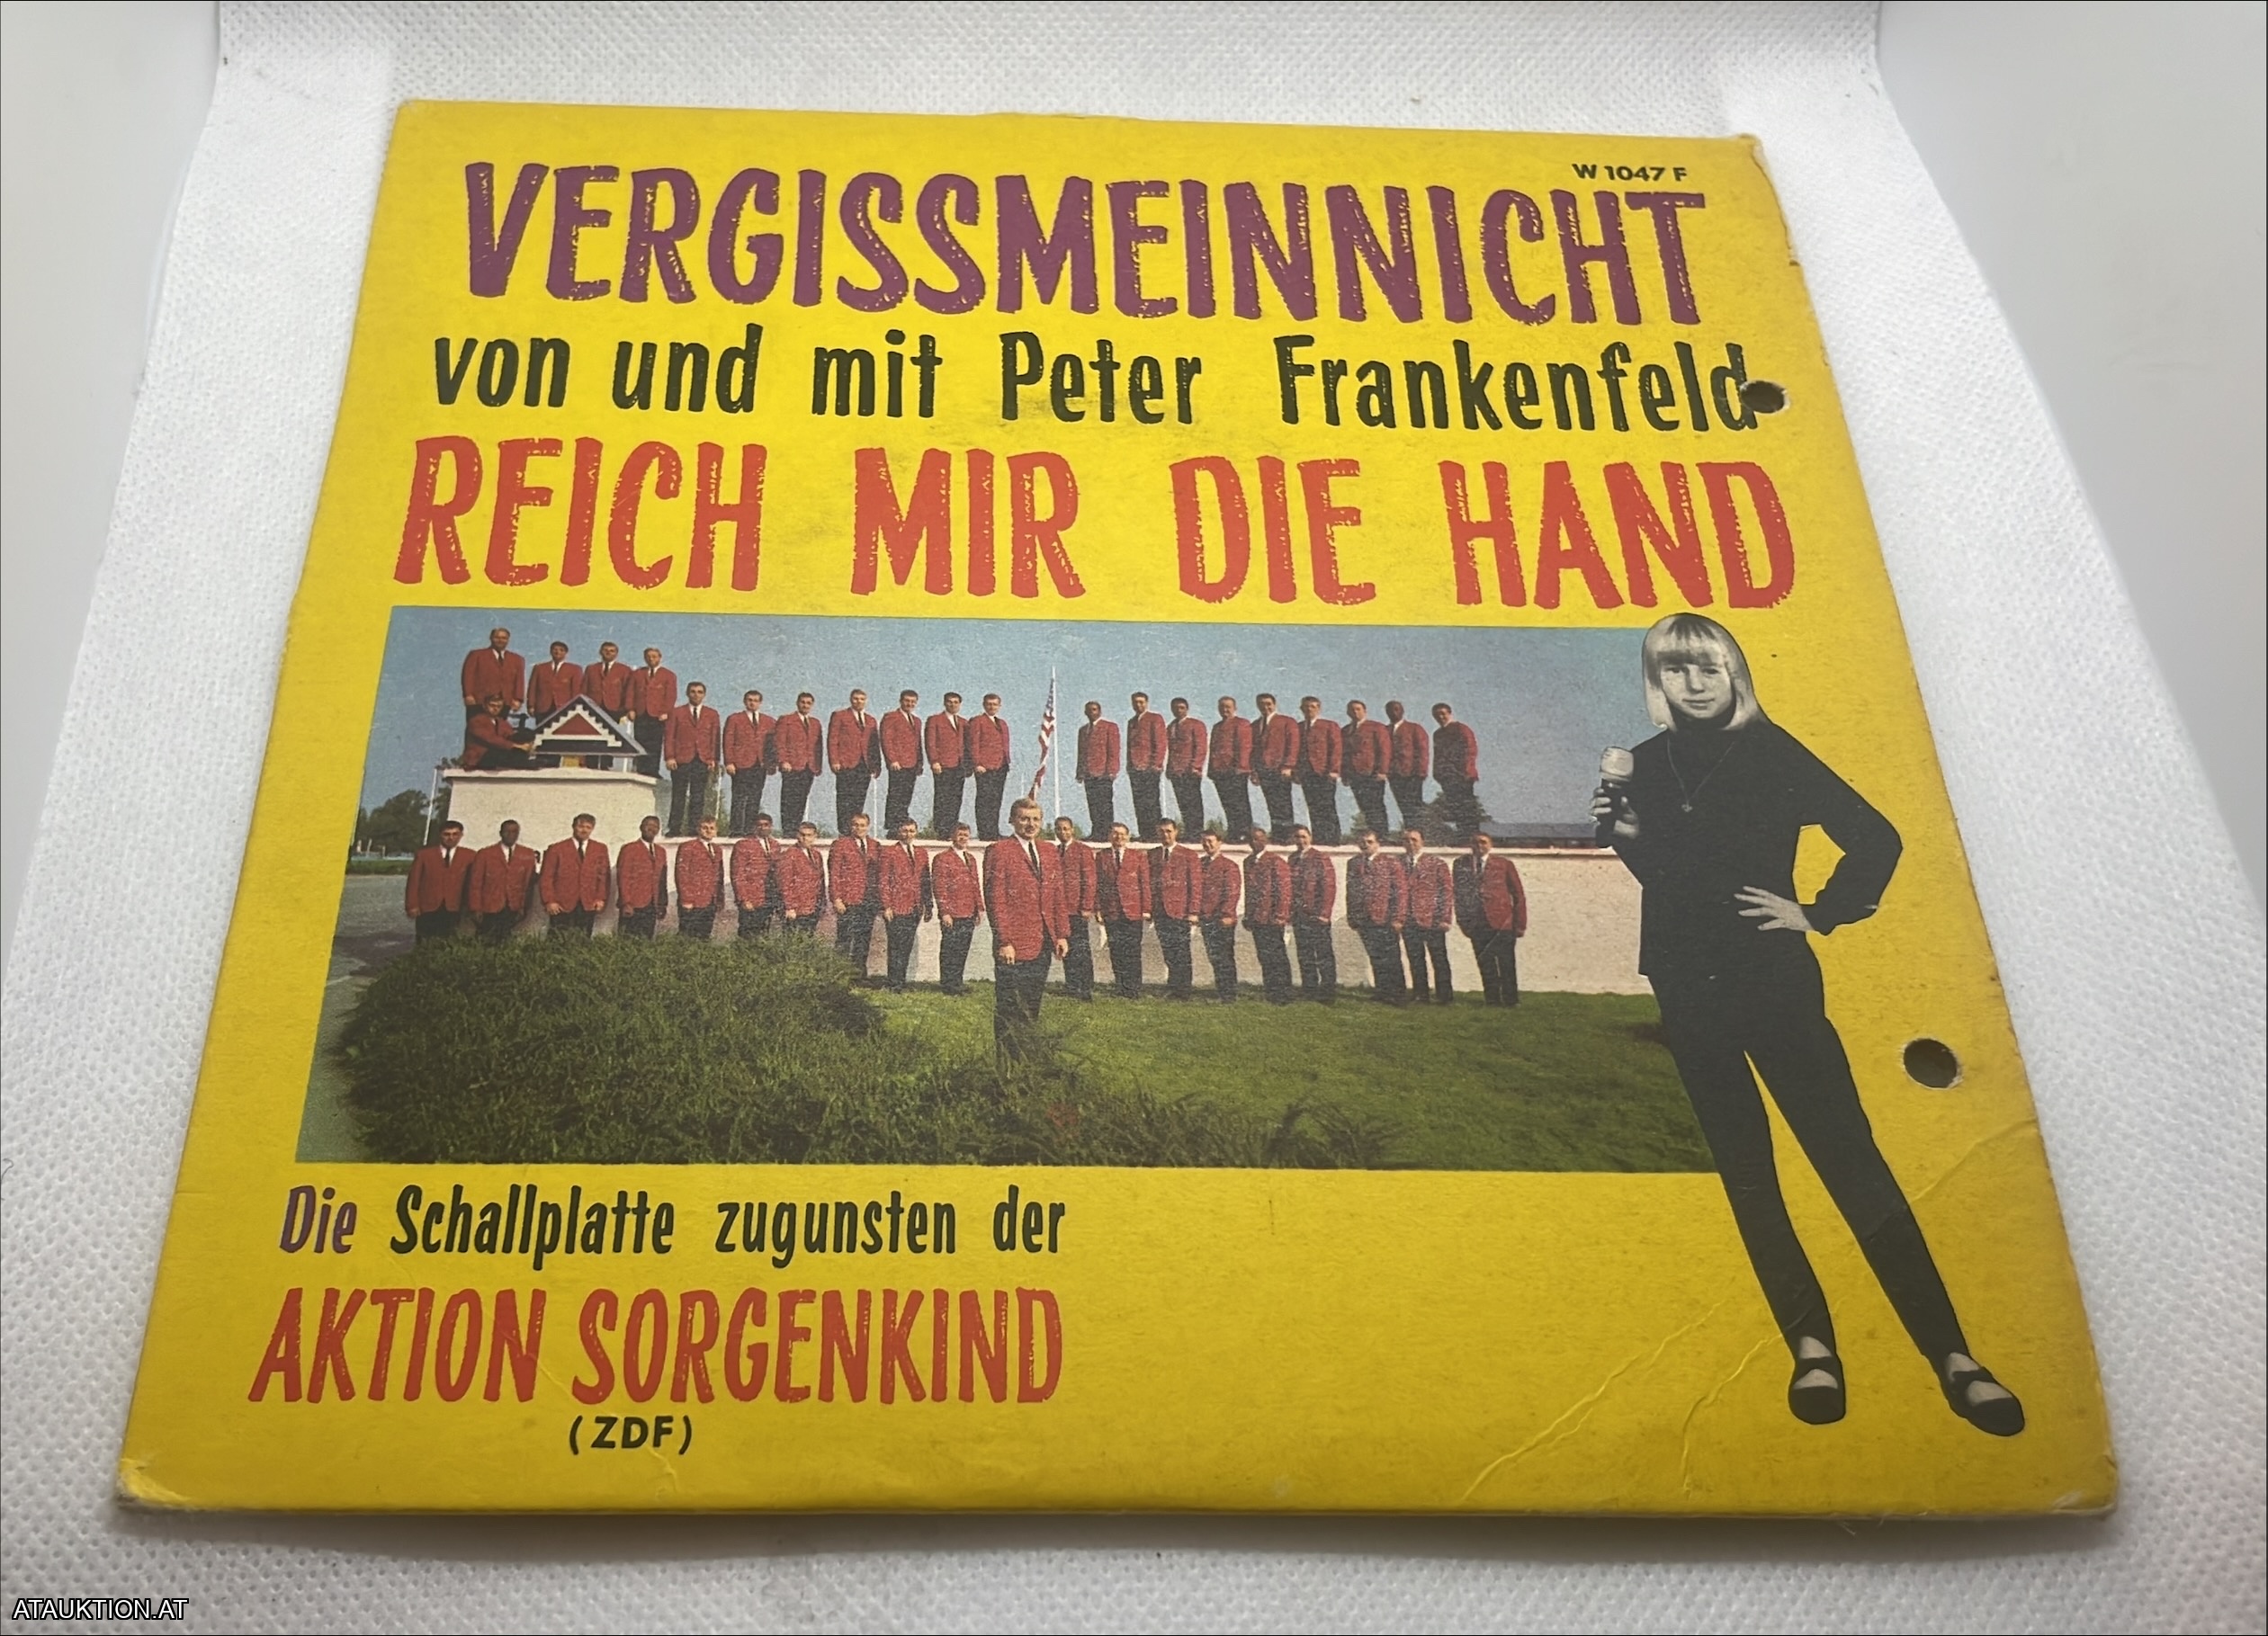 W 1047 F
VERGISSMEINNICHT
von und mit Peter Frankenfeld
REICH MIR DIE HAND
Die Schallplatte zugunsten der
AKTION SORGENKIND
(ZDF)
ATAUKTION.AT